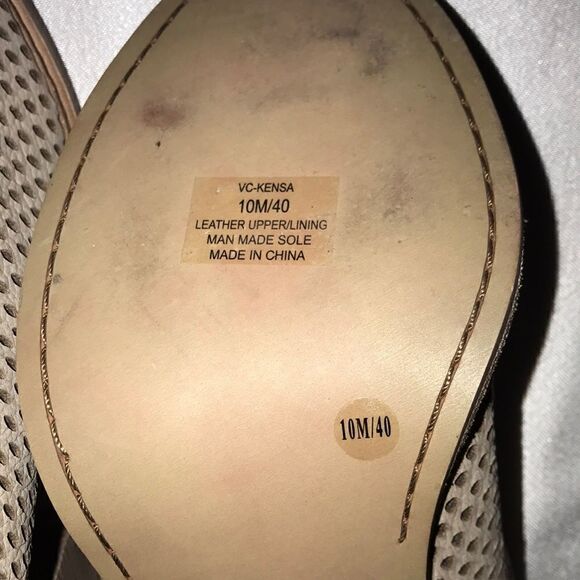 VC-KENSA
10M/40
LEATHER UPPER/LINING
MAN MADE SOLE
MADE IN CHINA
10M/40